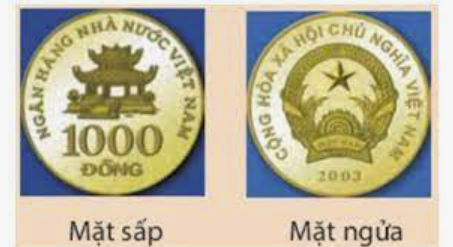 NGÂN HÀNG NHÀ NƯỚC VIỆT NAM
1000
ĐỒNG
CỘNG HÒA XÃ HỘI CHỦ NGHĨA VIỆT NAM
2003
Mặt sấp
Mặt ngửa